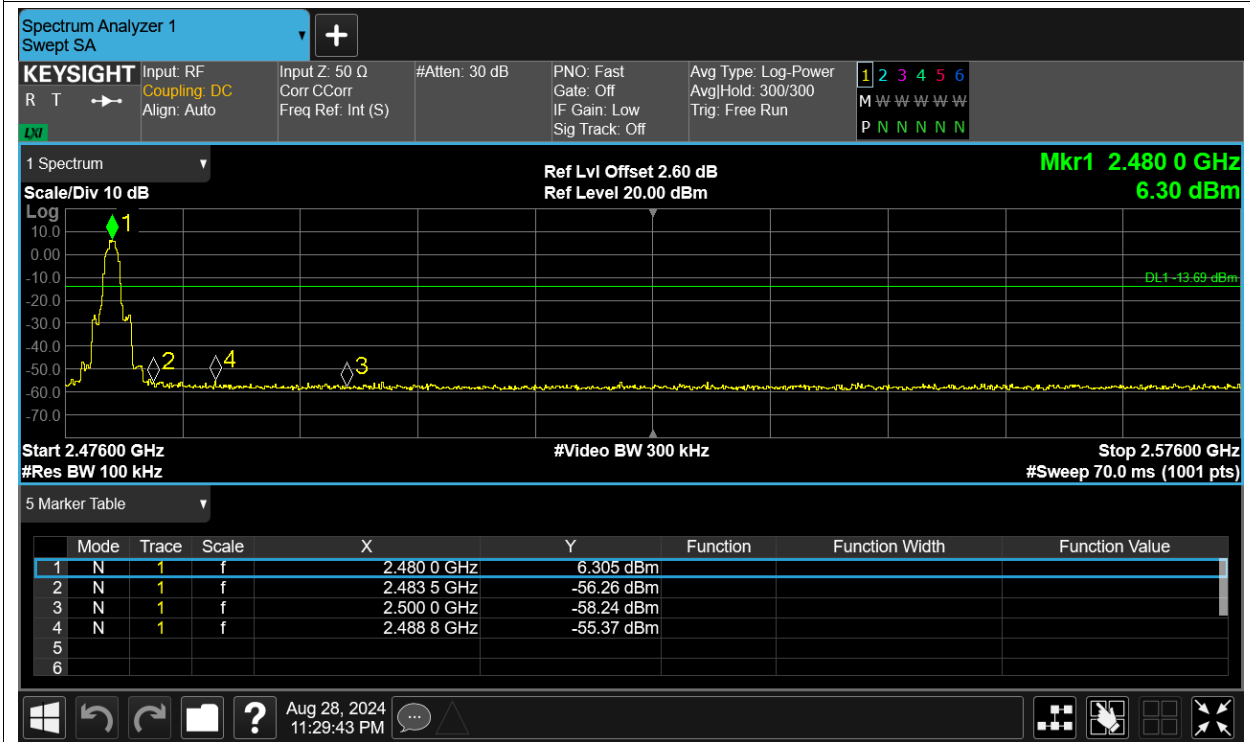 Spectrum Analyzer 1
Swept SA
+
KEYSIGHT Input: RF Input Z: 50 Ω #Atten: 30 dB PNO: Fast Avg Type: Log-Power 1 2 3 4 5 6
R T Coupling: DC Corr CCorr Gate: Off Avg|Hold: 300/300 M W W W W W
Align: Auto Freq Ref: Int (S) IF Gain: Low Trig: Free Run
LXI Sig Track: Off P N N N N N
1 Spectrum Ref Lvl Offset 2.60 dB Mkr1 2.480 0 GHz
Scale/Div 10 dB Ref Level 20.00 dBm 6.30 dBm
Log
1
10.0
0.00
-10.0 DL1 -13.69 dBm
-20.0
-30.0
-40.0
2 4 3
-50.0
-60.0
-70.0
Start 2.47600 GHz #Video BW 300 kHz Stop 2.57600 GHz
#Res BW 100 kHz #Sweep 70.0 ms (1001 pts)
5 Marker Table
Mode Trace Scale X Y Function Function Width Function Value
1 N 1 f 2.480 0 GHz 6.305 dBm
2 N 1 f 2.483 5 GHz -56.26 dBm
3 N 1 f 2.500 0 GHz -58.24 dBm
4 N 1 f 2.488 8 GHz -55.37 dBm
5
6
? Aug 28, 2024
11:29:43 PM